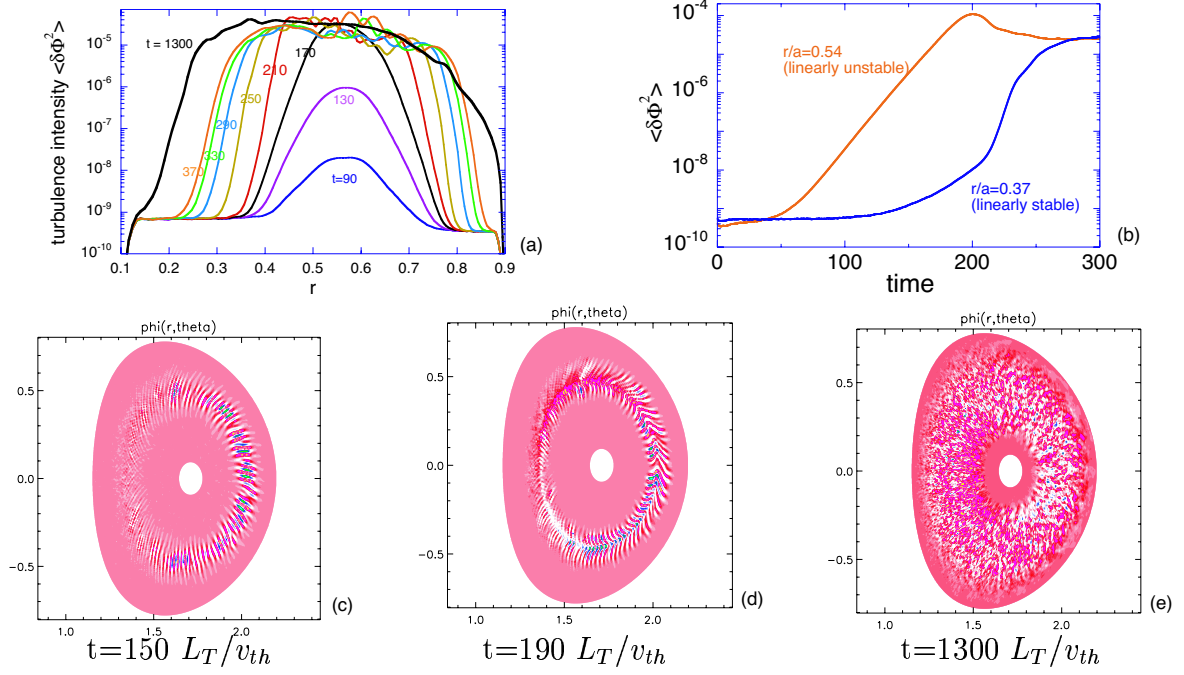 turbulence intensity <δΦ²>
10⁻⁵
10⁻⁶
10⁻⁷
10⁻⁸
10⁻⁹
10⁻¹⁰
t = 1300
170
210
250
130
290
330
370
t=90
0.1 0.2 0.3 0.4 0.5 0.6 0.7 0.8 0.9
r
(a)
<δΦ²>
10⁻⁴
10⁻⁶
10⁻⁸
10⁻¹⁰
r/a=0.54
(linearly unstable)
r/a=0.37
(linearly stable)
0 100 200 300
time
(b)
phi(r,theta)
0.5
0.0
−0.5
1.0 1.5 2.0
(c)
t=150 L_T/v_th
phi(r,theta)
0.5
0.0
−0.5
1.0 1.5 2.0
(d)
t=190 L_T/v_th
phi(r,theta)
0.5
0.0
−0.5
1.0 1.5 2.0
(e)
t=1300 L_T/v_th